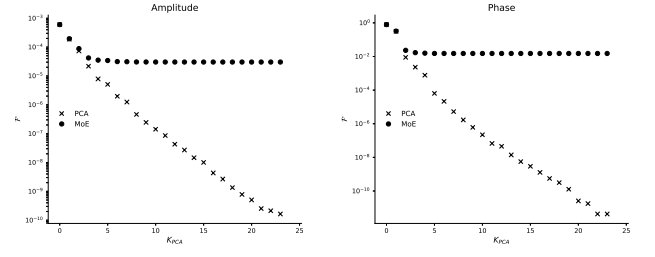 Amplitude
10⁻³
10⁻⁴
10⁻⁵
10⁻⁶
10⁻⁷
10⁻⁸
10⁻⁹
10⁻¹⁰
PCA
MoE
0 5 10 15 20 25
K_PCA
Phase
10⁰
10⁻²
10⁻⁴
10⁻⁶
10⁻⁸
10⁻¹⁰
PCA
MoE
0 5 10 15 20 25
K_PCA